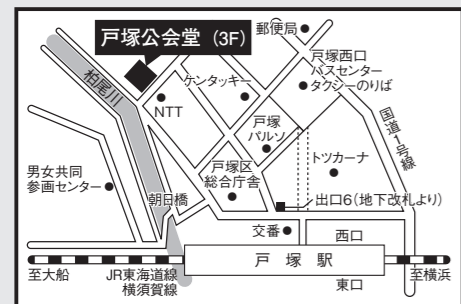 戸塚公会堂 (3F)
郵便局
戸塚西口
バスセンター
タクシーのりば
柏尾川
ケンタッキー
NTT
国道1号線
戸塚
パルソ
トツカーナ
戸塚区
総合庁舎
男女共同
参画センター
朝日橋
出口6(地下改札より)
交番
西口
至大船
JR東海道線
横須賀線
戸塚駅
至横浜
東口